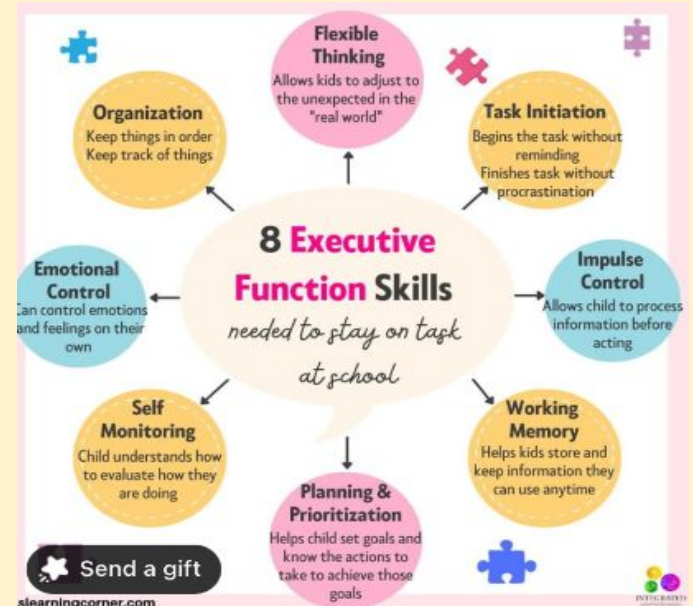 Flexible
Thinking
Allows kids to adjust to
the unexpected in the
"real world"
Organization
Keep things in order
Keep track of things
Task Initiation
Begins the task without
reminding
Finishes task without
procrastination
8 Executive
Function Skills
needed to stay on task
at school
Emotional
Control
Can control emotions
and feelings on their
own
Impulse
Control
Allows child to process
information before
acting
Self
Monitoring
Child understands how
to evaluate how they
are doing
Working
Memory
Helps kids store and
keep information they
can use anytime
Planning &
Prioritization
Helps child set goals and
know the actions to
take to achieve those
goals
Send a gift
slearningcorner.com
INTEGRATED